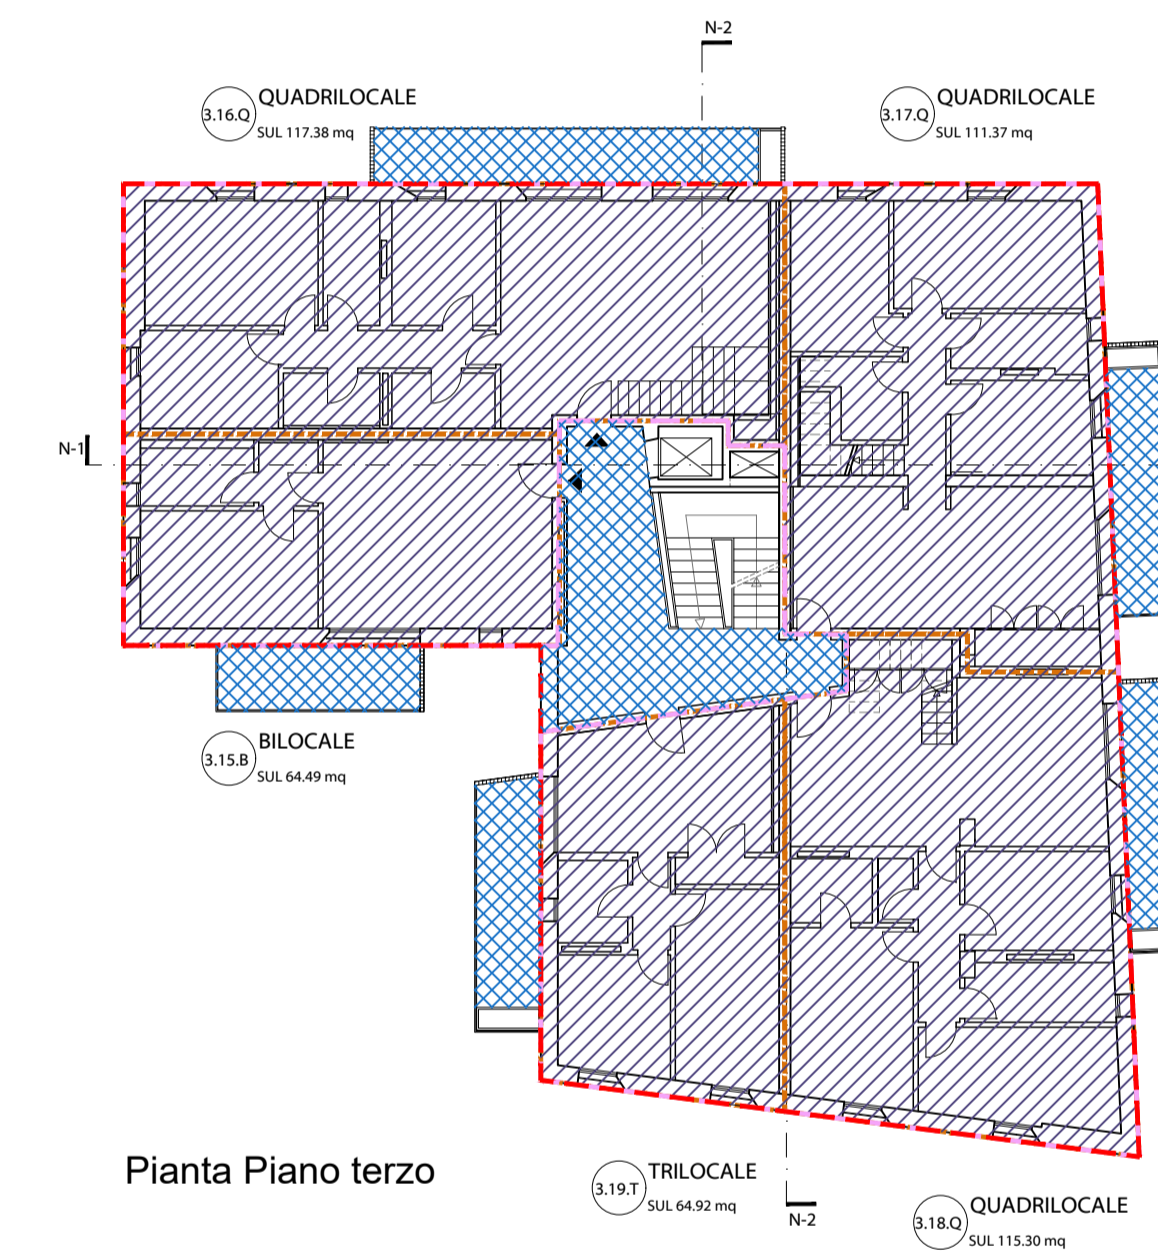 N-2
3.16.Q
QUADRILOCALE
SUL 117.38 mq
3.17.Q
QUADRILOCALE
SUL 111.37 mq
N-1
3.15.B
BILOCALE
SUL 64.49 mq
Pianta Piano terzo
3.19.T
TRILOCALE
SUL 64.92 mq
N-2
3.18.Q
QUADRILOCALE
SUL 115.30 mq